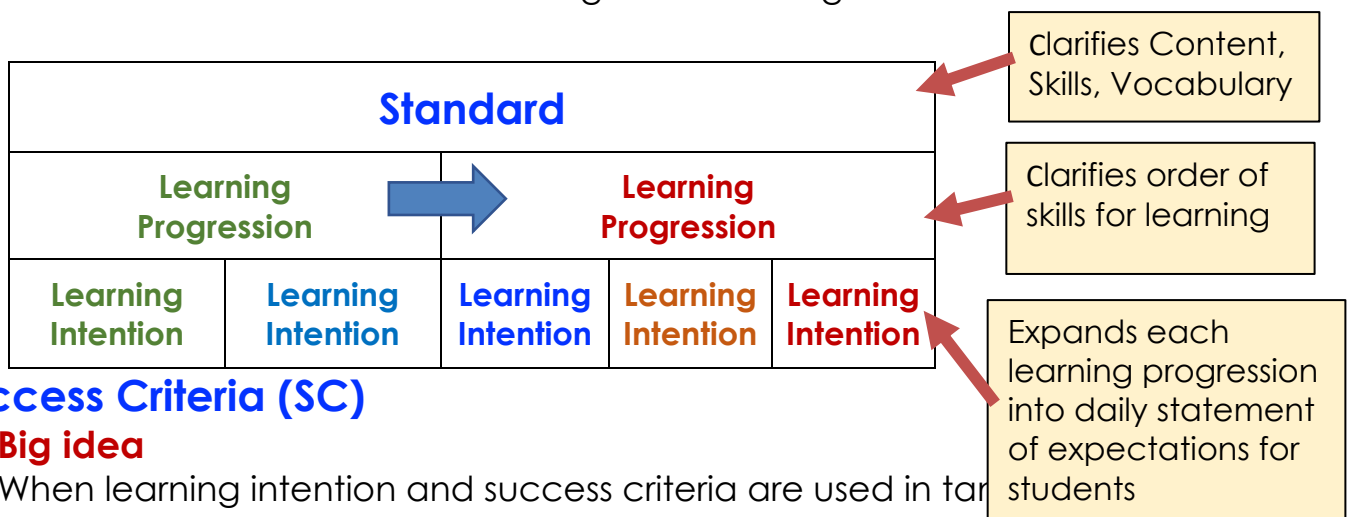 Clarifies Content,
Skills, Vocabulary
Standard
Clarifies order of
skills for learning
Learning
Progression
Learning
Progression
Learning
Intention
Learning
Intention
Learning
Intention
Learning
Intention
Learning
Intention
Expands each
learning progression
into daily statement
of expectations for
students
ccess Criteria (SC)
Big idea
When learning intention and success criteria are used in tan